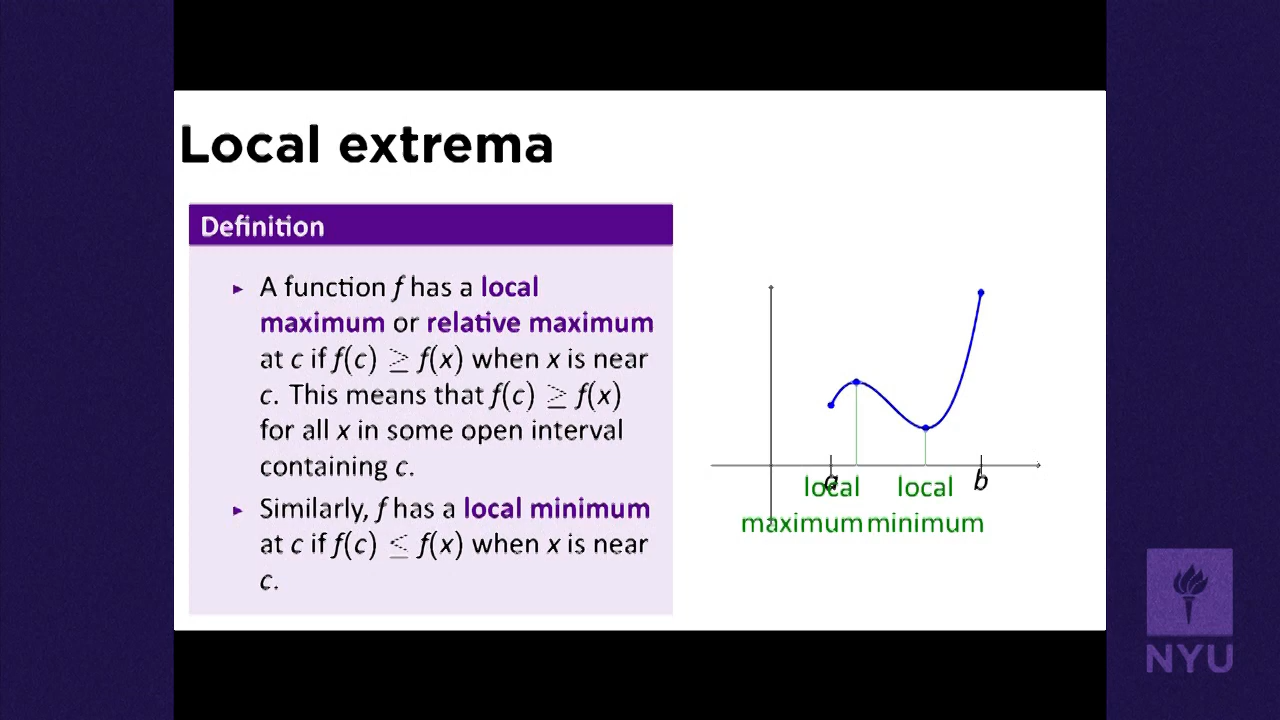 Local extrema
Definition
▸ A function f has a local
maximum or relative maximum
at c if f(c) ≥ f(x) when x is near
c. This means that f(c) ≥ f(x)
for all x in some open interval
containing c.
▸ Similarly, f has a local minimum
at c if f(c) ≤ f(x) when x is near
c.
a
b
local
maximum
local
minimum
NYU